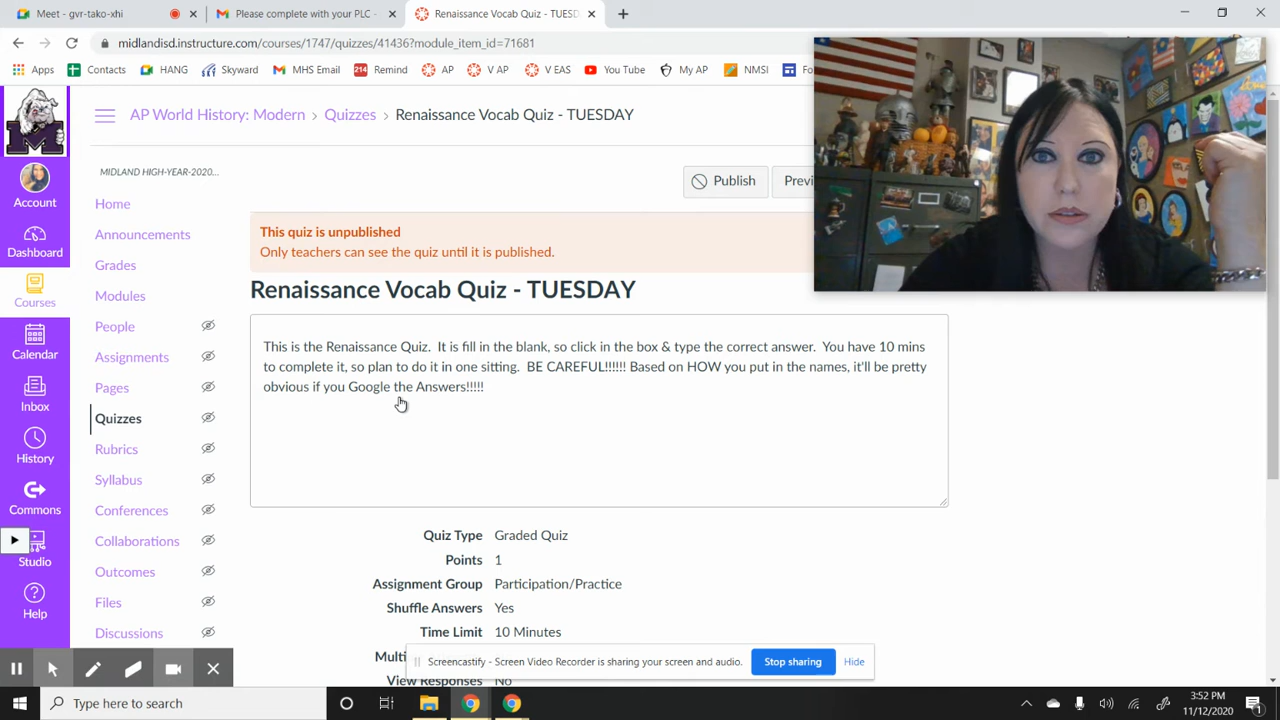 Meet - gvr-tako-xhi
Please complete with your PLC -
Renaissance Vocab Quiz - TUESD
midlandisd.instructure.com/courses/1747/quizzes/41436?module_item_id=71681
Apps
Contacts
HANG
Skyward
MHS Email
214
Remind
AP
V AP
V EAS
You Tube
My AP
NMSI
Fo
M
Account
Dashboard
Courses
Calendar
Inbox
History
Commons
Studio
Help
AP World History: Modern › Quizzes › Renaissance Vocab Quiz - TUESDAY
MIDLAND HIGH-YEAR-2020...
Home
Announcements
Grades
Modules
People
Assignments
Pages
Quizzes
Rubrics
Syllabus
Conferences
Collaborations
Outcomes
Files
Discussions
Publish
Previ
This quiz is unpublished
Only teachers can see the quiz until it is published.
Renaissance Vocab Quiz - TUESDAY
This is the Renaissance Quiz. It is fill in the blank, so click in the box & type the correct answer. You have 10 mins
to complete it, so plan to do it in one sitting. BE CAREFUL!!!!!! Based on HOW you put in the names, it'll be pretty
obvious if you Google the Answers!!!!!
Quiz Type Graded Quiz
Points 1
Assignment Group Participation/Practice
Shuffle Answers Yes
Time Limit 10 Minutes
Multi
View Responses No
Screencastify - Screen Video Recorder is sharing your screen and audio.
Stop sharing
Hide
Type here to search
3:52 PM
11/12/2020
1